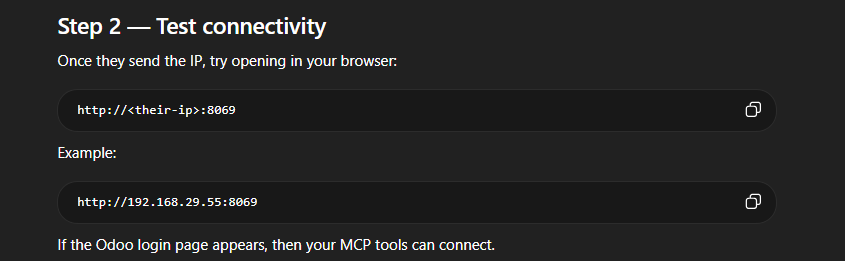 Step 2 — Test connectivity
Once they send the IP, try opening in your browser:
http://<their-ip>:8069
Example:
http://192.168.29.55:8069
If the Odoo login page appears, then your MCP tools can connect.